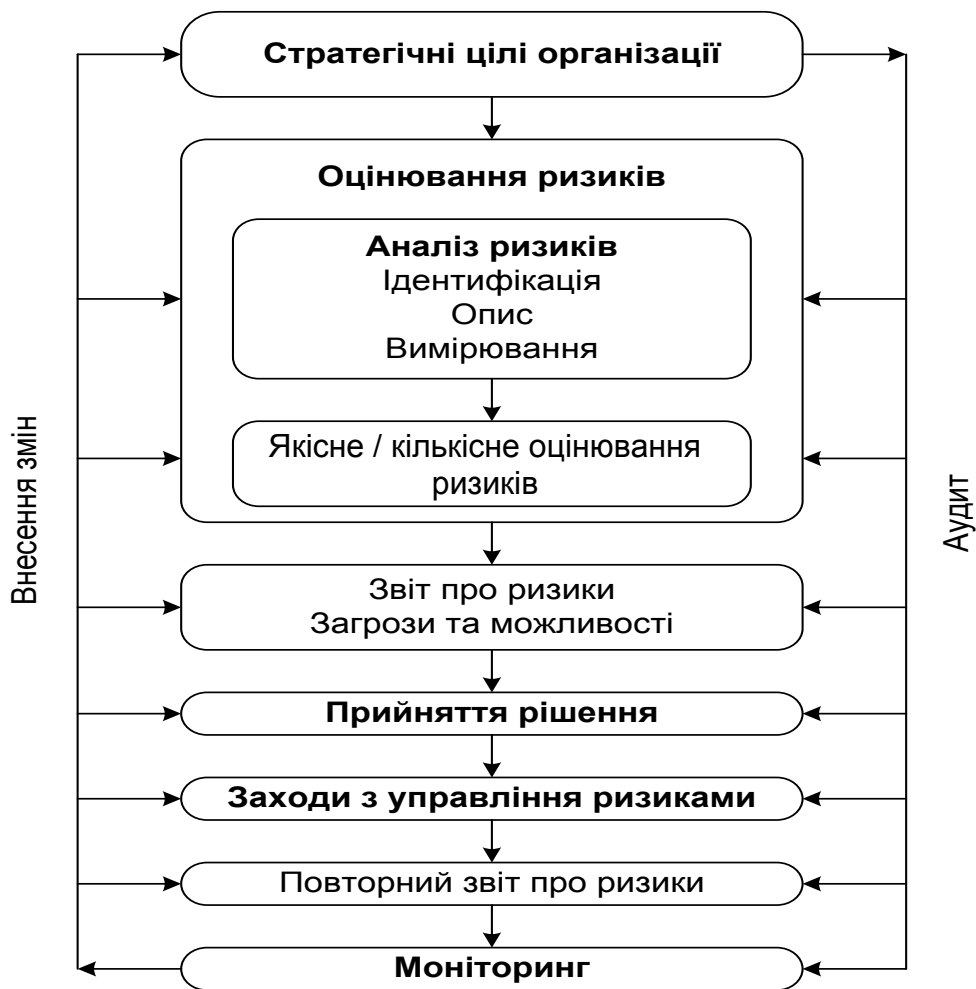 Стратегічні цілі організації
Оцінювання ризиків
Аналіз ризиків
Ідентифікація
Опис
Вимірювання
Якісне / кількісне оцінювання
ризиків
Звіт про ризики
Загрози та можливості
Прийняття рішення
Заходи з управління ризиками
Повторний звіт про ризики
Моніторинг
Внесення змін
Аудит